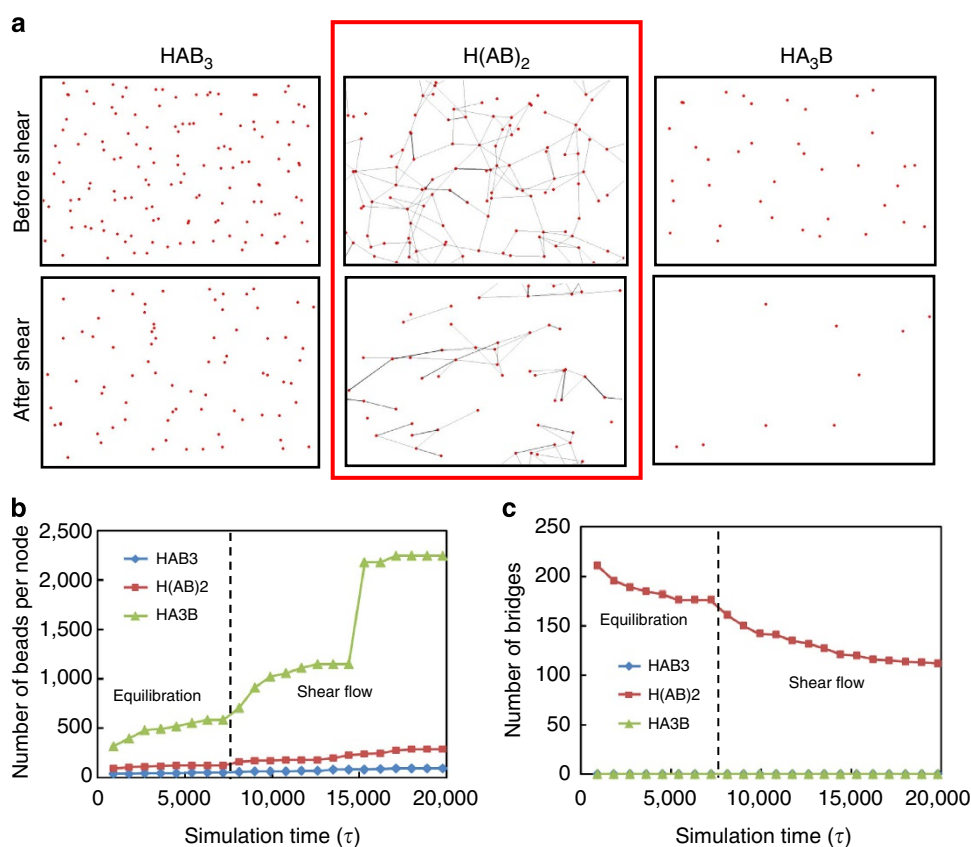 a
HAB3 H(AB)2 HA3B
Before shear
After shear
b
Number of beads per node
2,500
2,000
1,500
1,000
500
0
HAB3
H(AB)2
HA3B
Equilibration
Shear flow
0 5,000 10,000 15,000 20,000
Simulation time (τ)
c
Number of bridges
250
200
150
100
50
0
Equilibration
HAB3
H(AB)2
HA3B
Shear flow
0 5,000 10,000 15,000 20,000
Simulation time (τ)